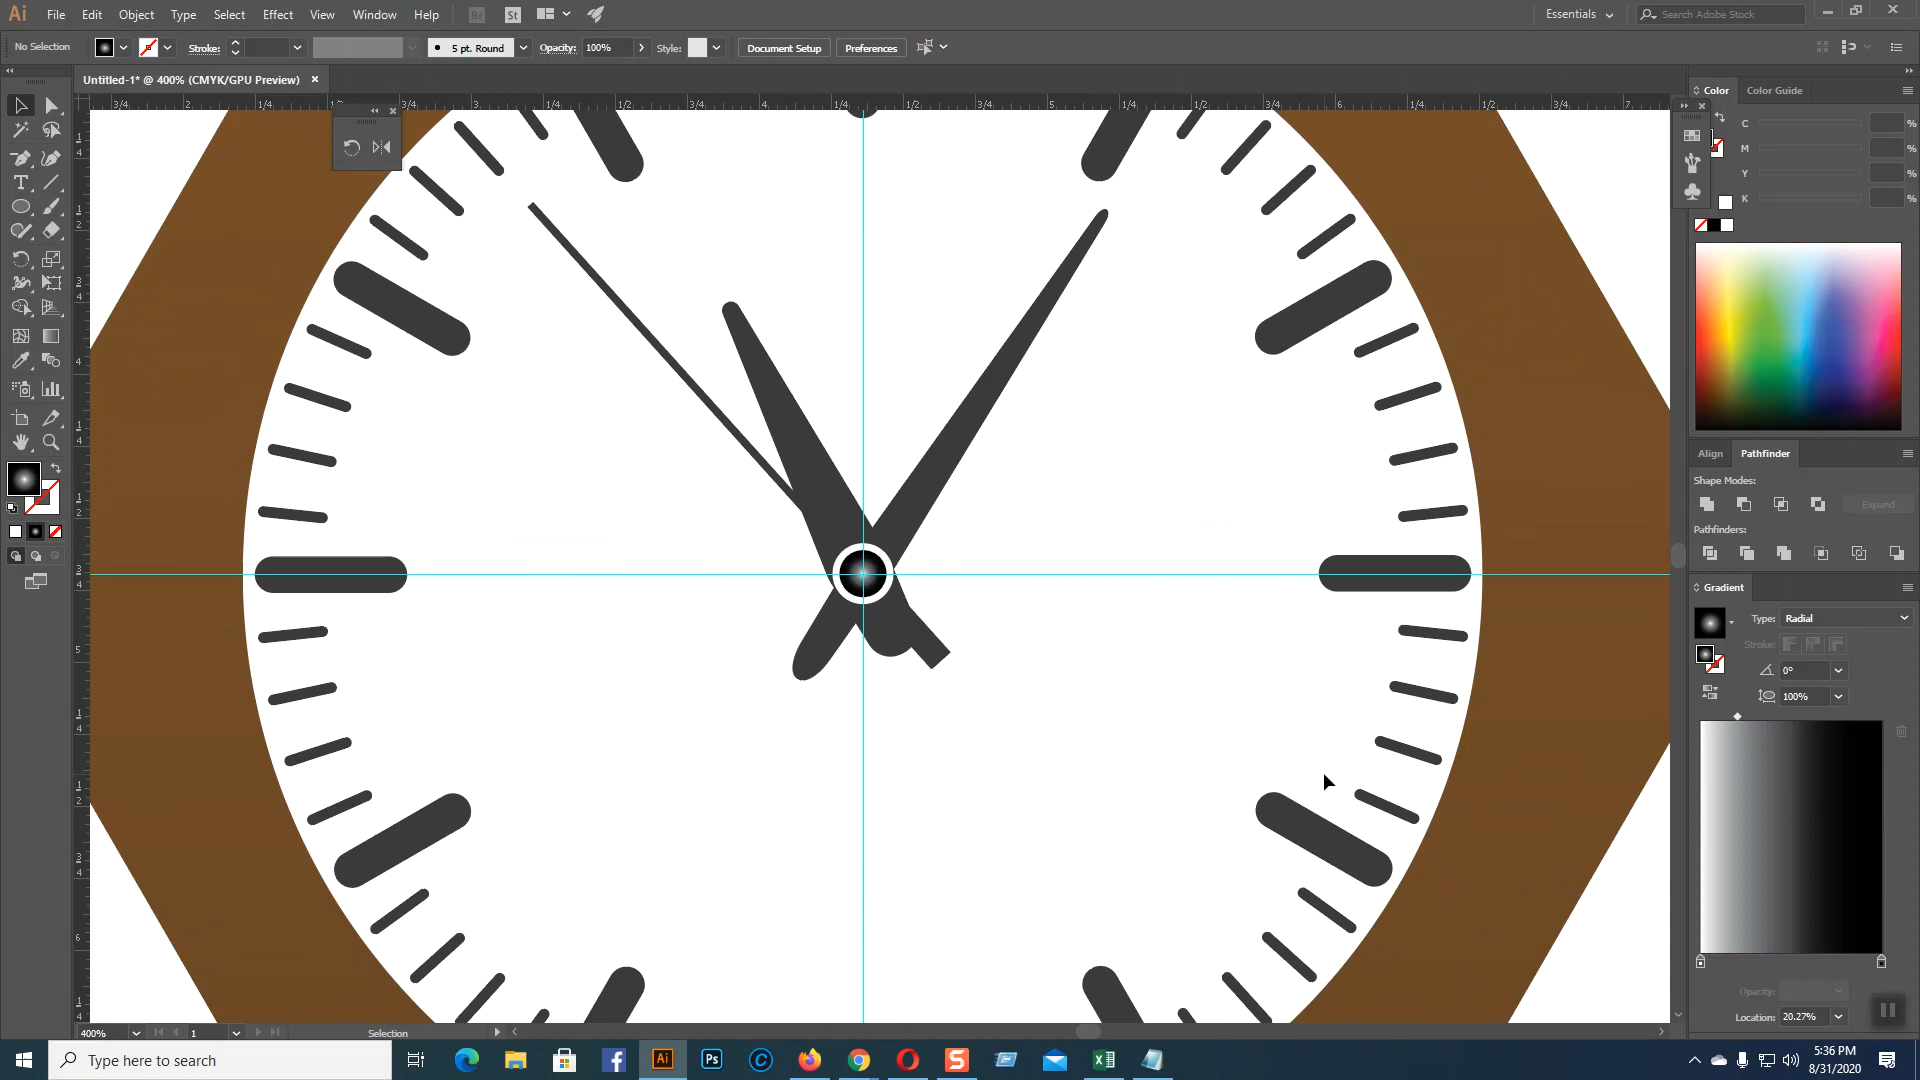 Ai File Edit Object Type Select Effect View Window Help Br St Essentials Search Adobe Stock
No Selection Stroke: 5 pt. Round Opacity: 100% Style: Document Setup Preferences
Untitled-1* @ 400% (CMYK/GPU Preview)
Color Color Guide
C %
M %
Y %
K %
Align Pathfinder
Shape Modes:
Expand
Pathfinders:
Gradient
Type: Radial
Stroke:
0°
100%
Opacity:
Location: 20.27%
400% 1 Selection
Type here to search
5:36 PM
8/31/2020